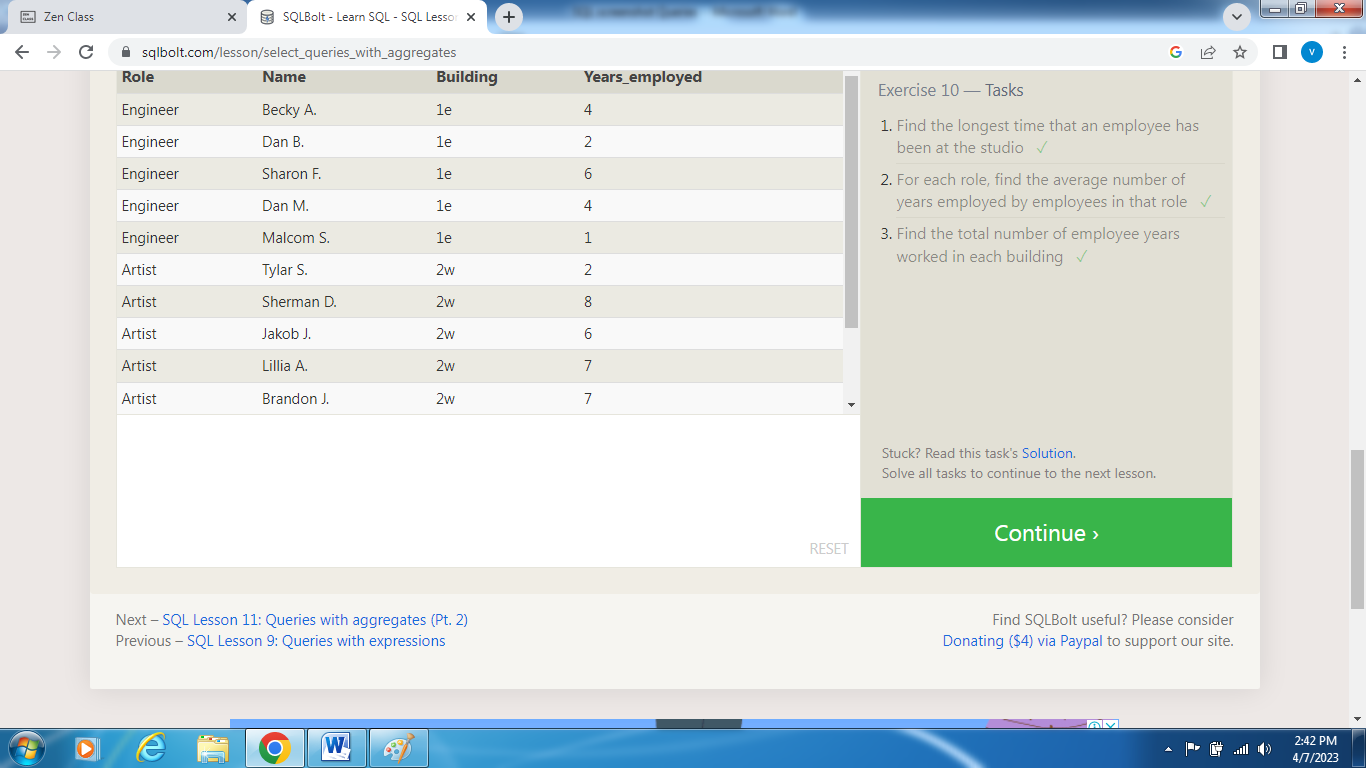 Zen Class
SQLBolt - Learn SQL - SQL Lesson
sqlbolt.com/lesson/select_queries_with_aggregates
Role Name Building Years_employed
Engineer Becky A. 1e 4
Engineer Dan B. 1e 2
Engineer Sharon F. 1e 6
Engineer Dan M. 1e 4
Engineer Malcom S. 1e 1
Artist Tylar S. 2w 2
Artist Sherman D. 2w 8
Artist Jakob J. 2w 6
Artist Lillia A. 2w 7
Artist Brandon J. 2w 7
RESET
Exercise 10 — Tasks
1. Find the longest time that an employee has
been at the studio ✓
2. For each role, find the average number of
years employed by employees in that role ✓
3. Find the total number of employee years
worked in each building ✓
Stuck? Read this task's Solution.
Solve all tasks to continue to the next lesson.
Continue ›
Next – SQL Lesson 11: Queries with aggregates (Pt. 2)
Previous – SQL Lesson 9: Queries with expressions
Find SQLBolt useful? Please consider
Donating ($4) via Paypal to support our site.
2:42 PM
4/7/2023